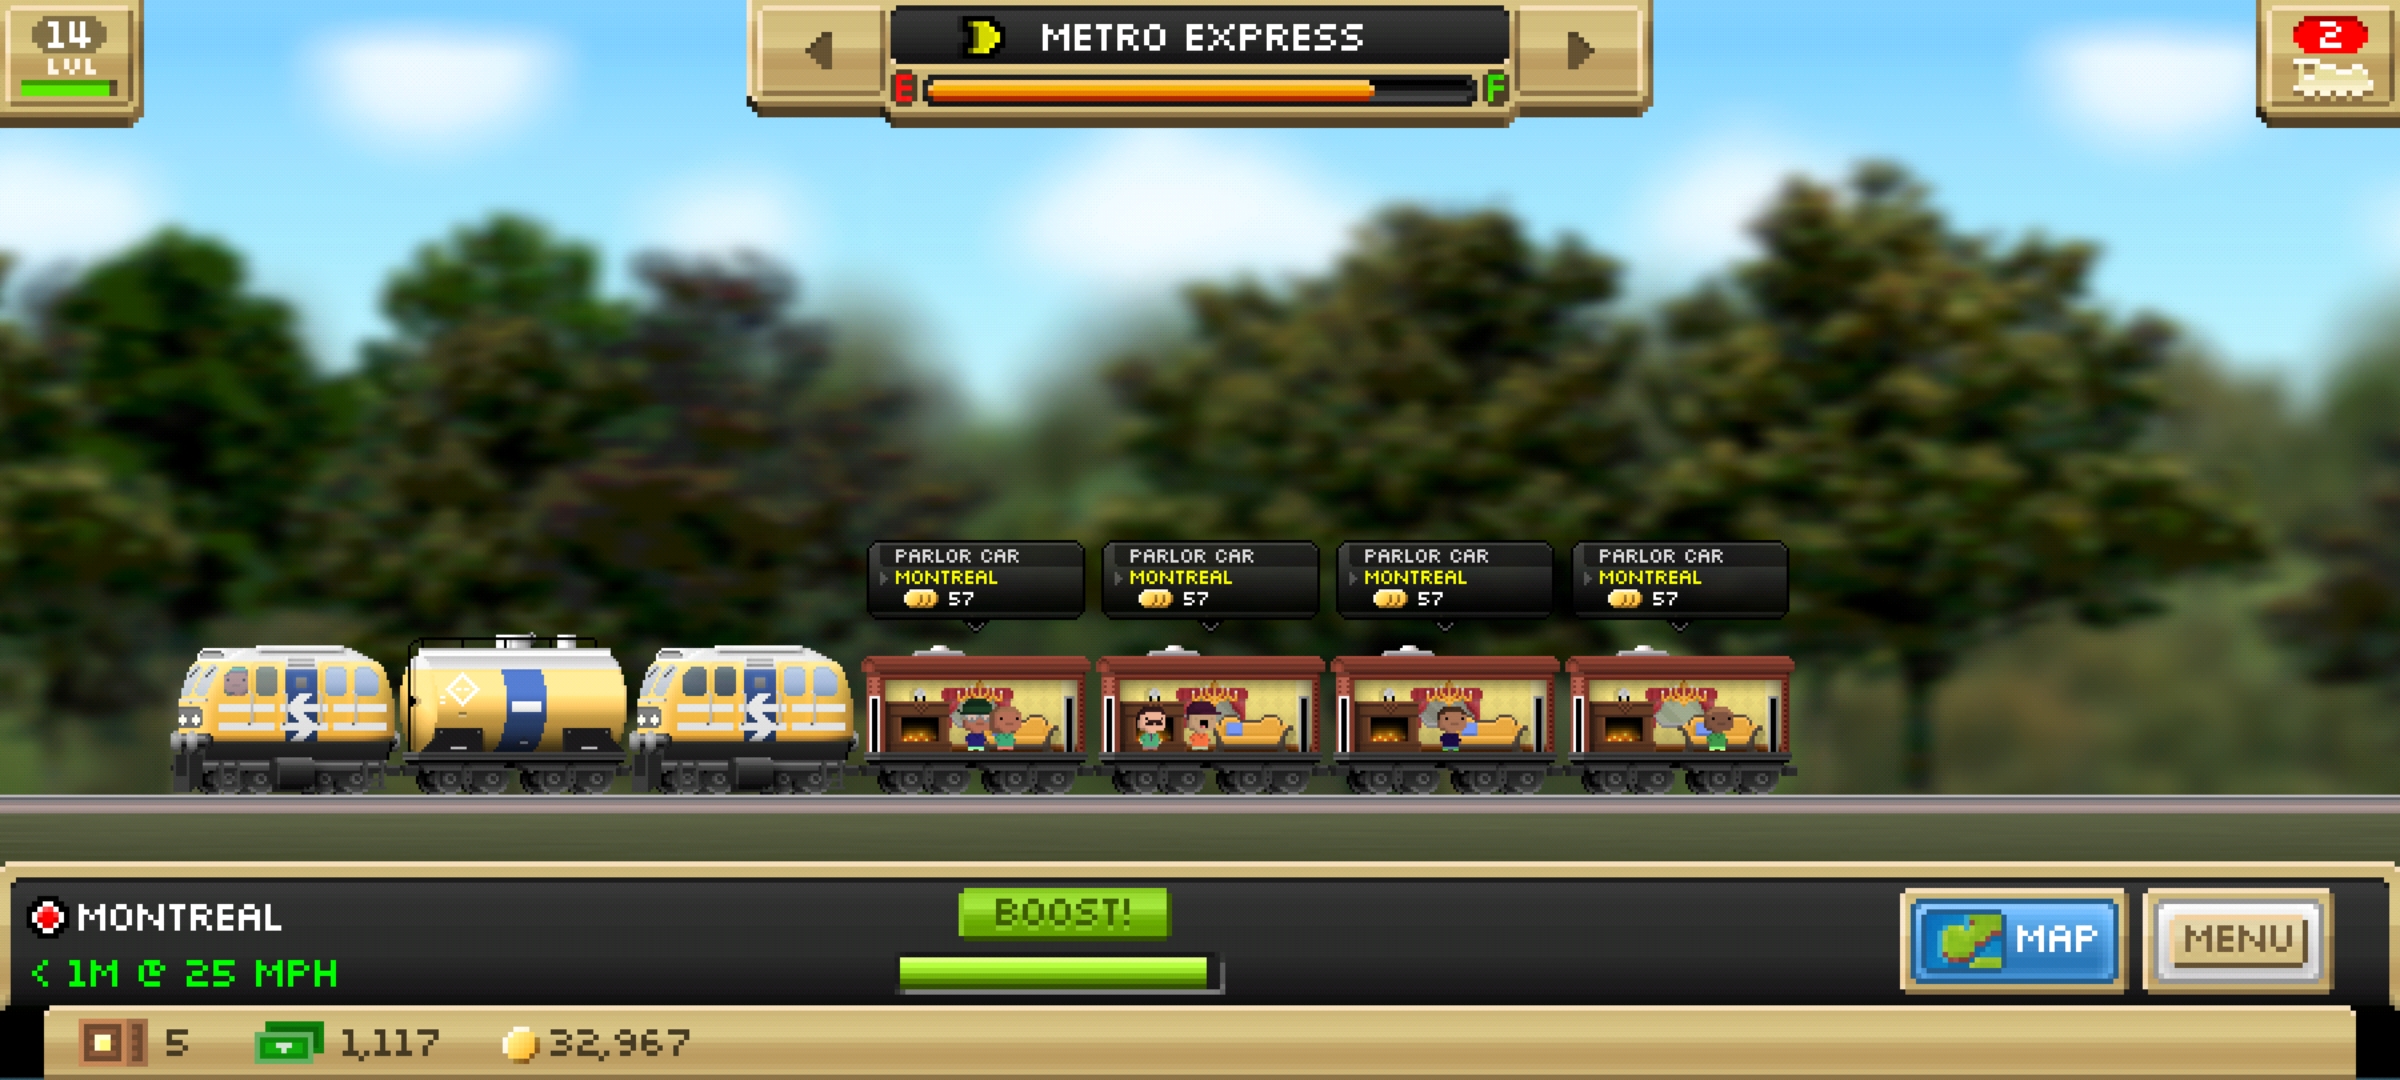 14
LVL
METRO EXPRESS
E F
2
PARLOR CAR
MONTREAL
57
PARLOR CAR
MONTREAL
57
PARLOR CAR
MONTREAL
57
PARLOR CAR
MONTREAL
57
MONTREAL
< 1M @ 25 MPH
BOOST!
MAP
MENU
5
1,117
32,967